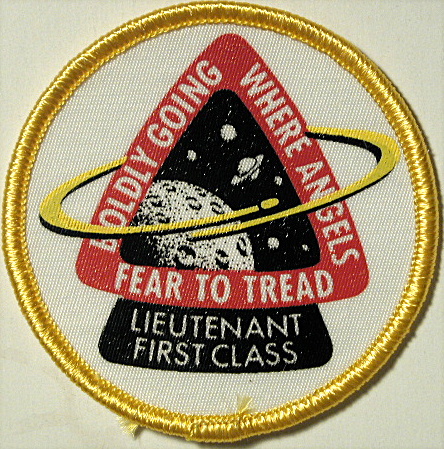 BOLDLY GOING
WHERE ANGELS
FEAR TO TREAD
LIEUTENANT
FIRST CLASS